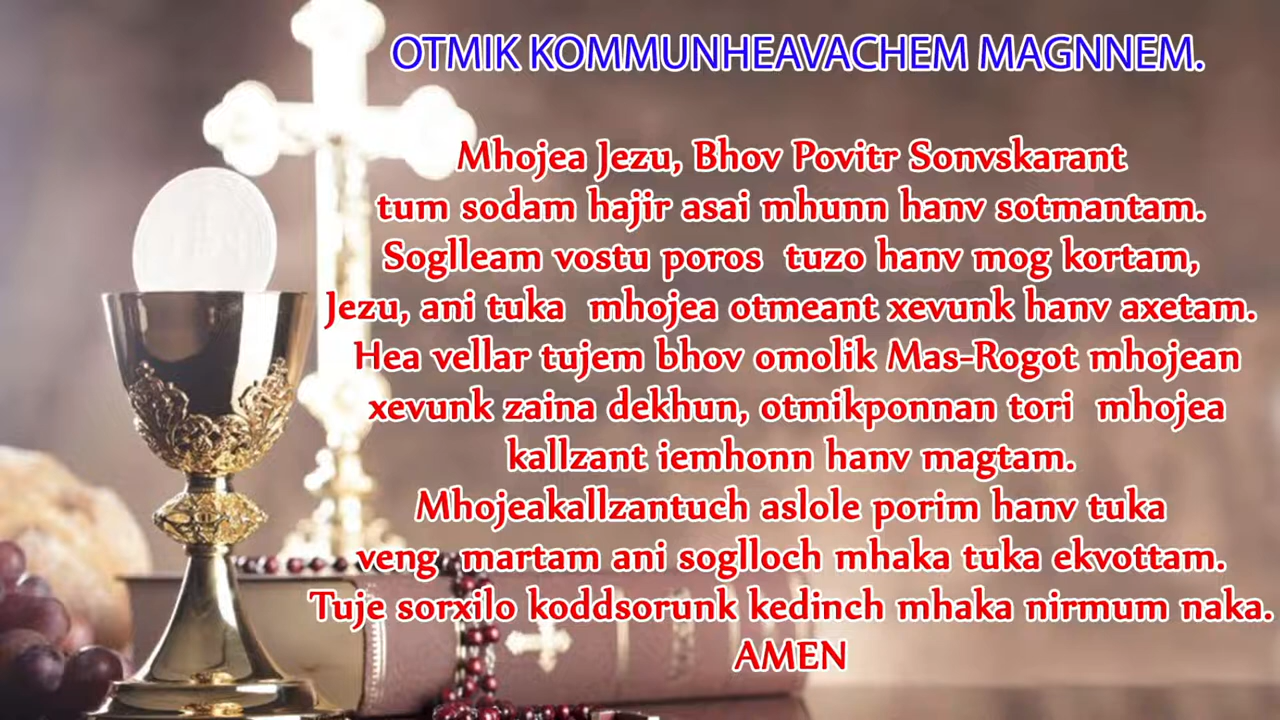 OTMIK KOMMUNHEAVACHEM MAGNNEM.
Mhojea Jezu, Bhov Povitr Sonvskarant
tum sodam hajir asai mhunn hanv sotmantam.
Soglleam vostu poros tuzo hanv mog kortam,
Jezu, ani tuka mhojea otmeant xevunk hanv axetam.
Hea vellar tujem bhov omolik Mas-Rogot mhojean
xevunk zaina dekhun, otmikponnan tori mhojea
kallzant iemhonn hanv magtam.
Mhojeakallzantuch aslole porim hanv tuka
veng martam ani soglloch mhaka tuka ekvottam.
Tuje sorxilo koddsorunk kedinch mhaka nirmum naka.
AMEN